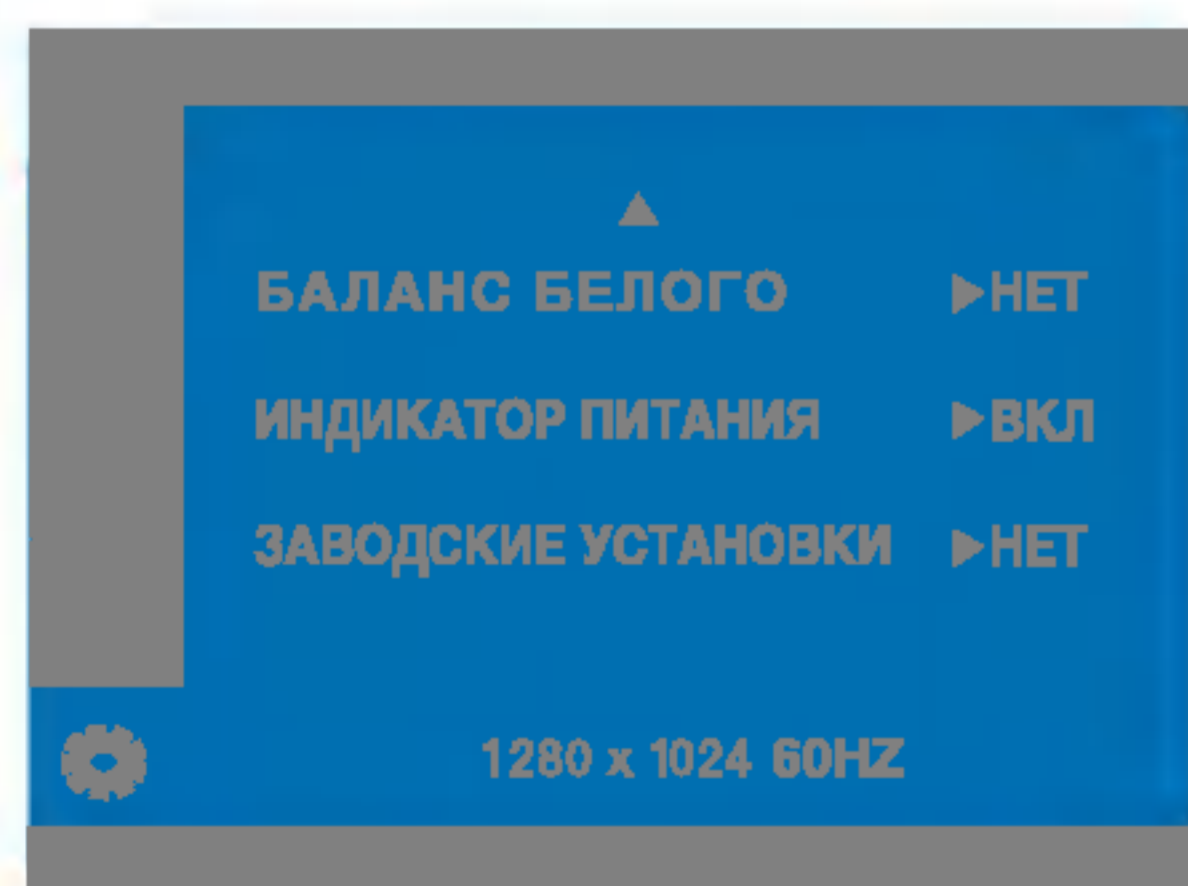 БАЛАНС БЕЛОГО ▶НЕТ
ИНДИКАТОР ПИТАНИЯ ▶ВКЛ
ЗАВОДСКИЕ УСТАНОВКИ ▶НЕТ
1280 x 1024 60HZ